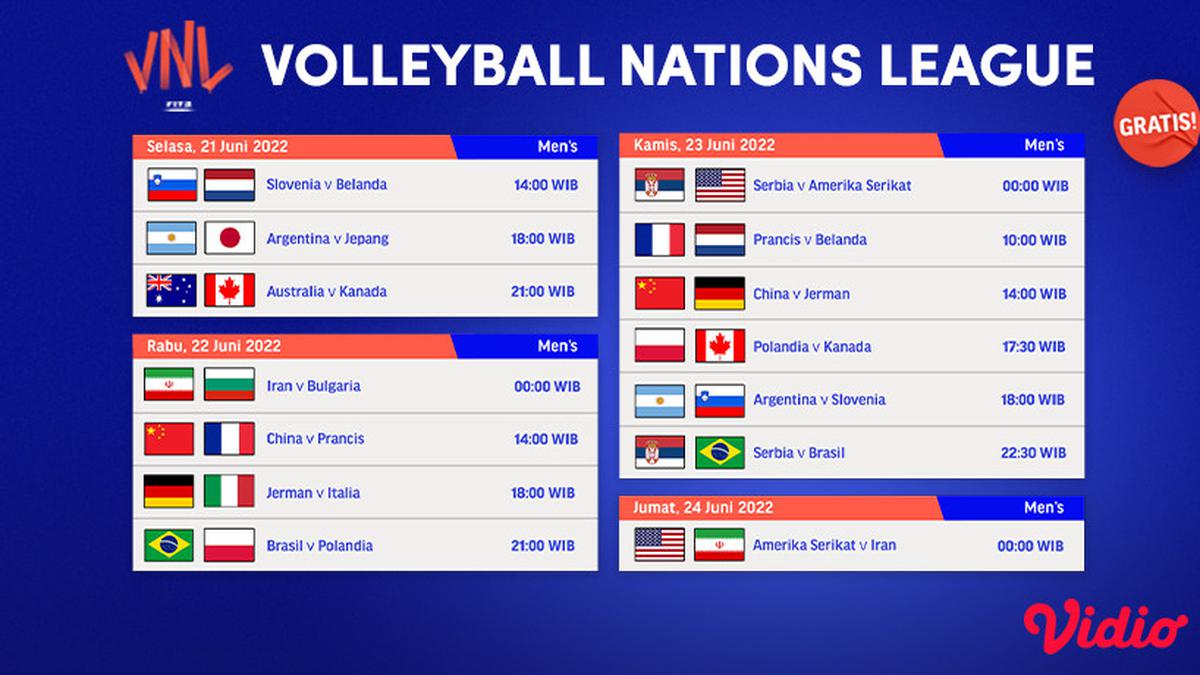 VNL
VOLLEYBALL NATIONS LEAGUE
FIVB
GRATIS!
Selasa, 21 Juni 2022 Men's
Slovenia v Belanda 14:00 WIB
Argentina v Jepang 18:00 WIB
Australia v Kanada 21:00 WIB
Rabu, 22 Juni 2022 Men's
Iran v Bulgaria 00:00 WIB
China v Prancis 14:00 WIB
Jerman v Italia 18:00 WIB
Brasil v Polandia 21:00 WIB
Kamis, 23 Juni 2022 Men's
Serbia v Amerika Serikat 00:00 WIB
Prancis v Belanda 10:00 WIB
China v Jerman 14:00 WIB
Polandia v Kanada 17:30 WIB
Argentina v Slovenia 18:00 WIB
Serbia v Brasil 22:30 WIB
Jumat, 24 Juni 2022 Men's
Amerika Serikat v Iran 00:00 WIB
Vidio